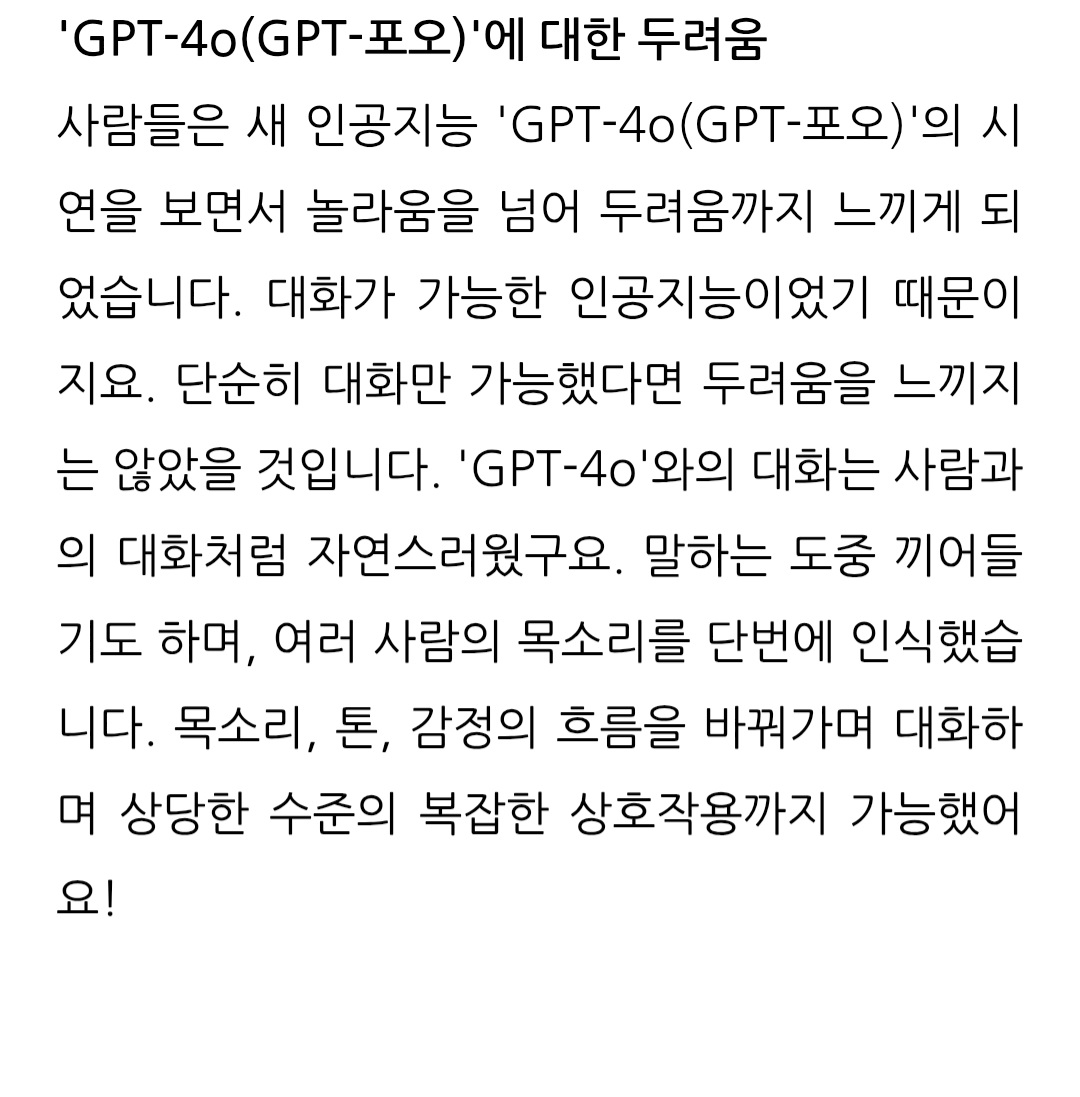 'GPT-4o(GPT-포오)'에 대한 두려움
사람들은 새 인공지능 'GPT-4o(GPT-포오)'의 시
연을 보면서 놀라움을 넘어 두려움까지 느끼게 되
었습니다. 대화가 가능한 인공지능이었기 때문이
지요. 단순히 대화만 가능했다면 두려움을 느끼지
는 않았을 것입니다. 'GPT-4o'와의 대화는 사람과
의 대화처럼 자연스러웠구요. 말하는 도중 끼어들
기도 하며, 여러 사람의 목소리를 단번에 인식했습
니다. 목소리, 톤, 감정의 흐름을 바꿔가며 대화하
며 상당한 수준의 복잡한 상호작용까지 가능했어
요!